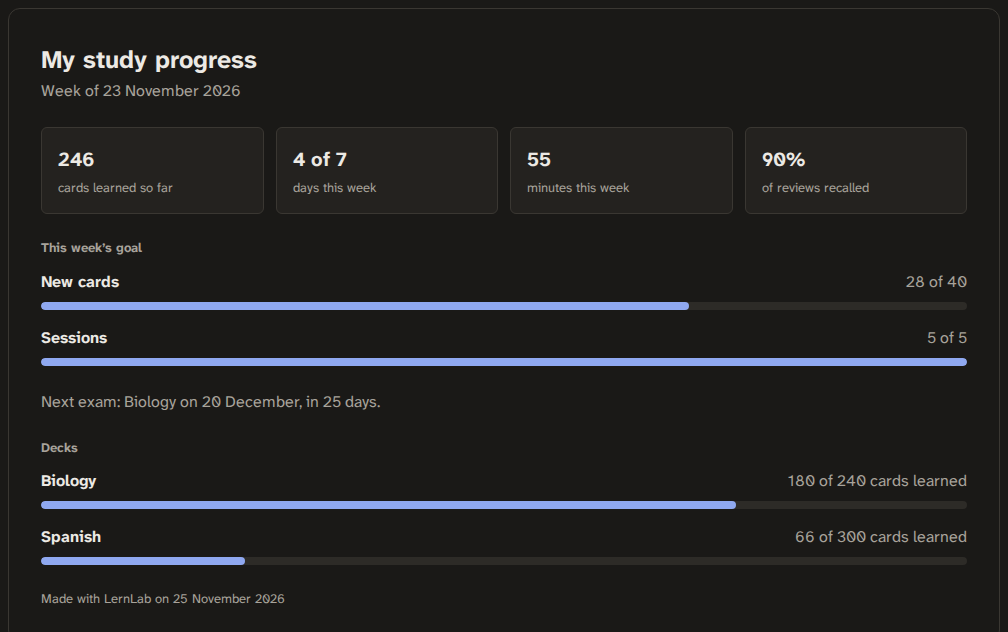 My study progress
Week of 23 November 2026
246
cards learned so far
4 of 7
days this week
55
minutes this week
90%
of reviews recalled
This week's goal
New cards
28 of 40
Sessions
5 of 5
Next exam: Biology on 20 December, in 25 days.
Decks
Biology
180 of 240 cards learned
Spanish
66 of 300 cards learned
Made with LernLab on 25 November 2026